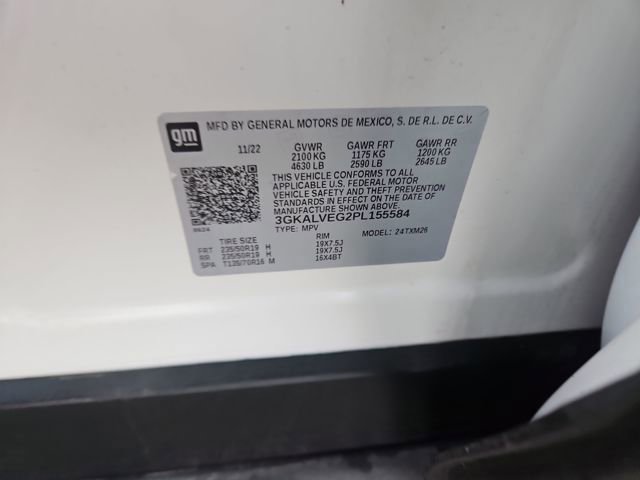 gm
MFD BY GENERAL MOTORS DE MEXICO, S. DE R.L. DE C.V.
11/22 GVWR GAWR FRT GAWR RR
2100 KG 1175 KG 1200 KG
4630 LB 2590 LB 2645 LB
THIS VEHICLE CONFORMS TO ALL
APPLICABLE U.S. FEDERAL MOTOR
VEHICLE SAFETY AND THEFT PREVENTION
STANDARDS IN EFFECT ON THE DATE OF
MANUFACTURE SHOWN ABOVE.
3GKALVEG2PL155584
TYPE: MPV MODEL: 24TXM26
TIRE SIZE RIM
FRT 235/50R19 H 19X7.5J
RR 235/50R19 H 19X7.5J
SPA T135/70R16 M 16X4BT